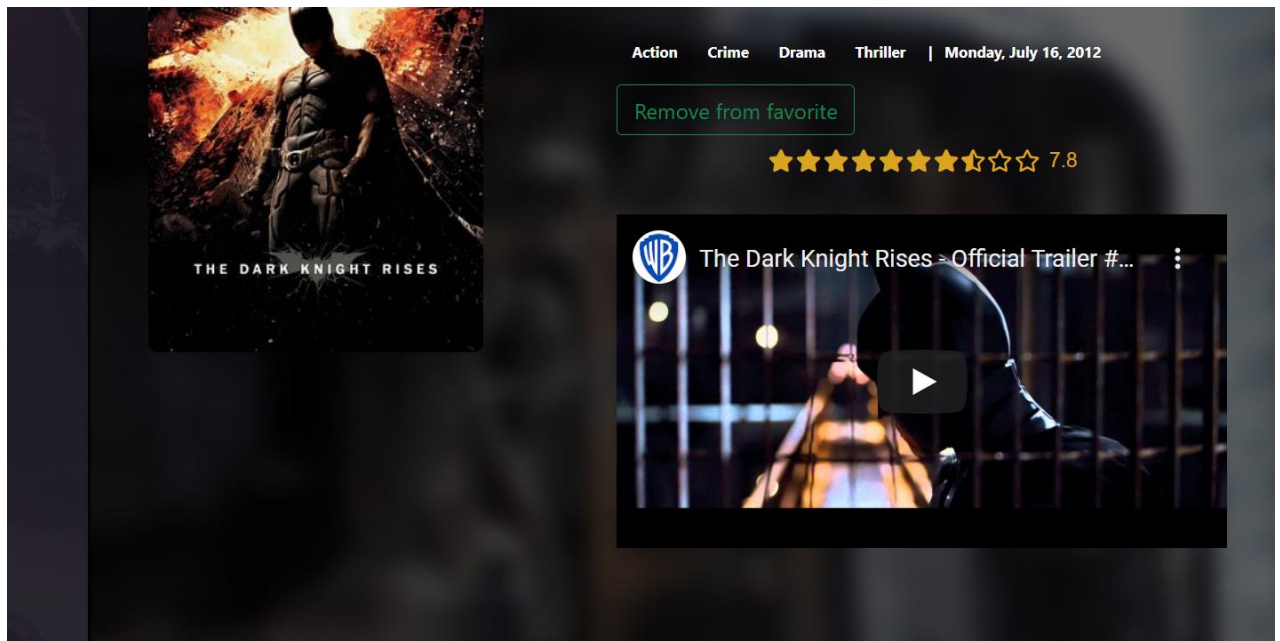 Action Crime Drama Thriller | Monday, July 16, 2012
Remove from favorite
7.8
THE DARK KNIGHT RISES
WB The Dark Knight Rises - Official Trailer #...